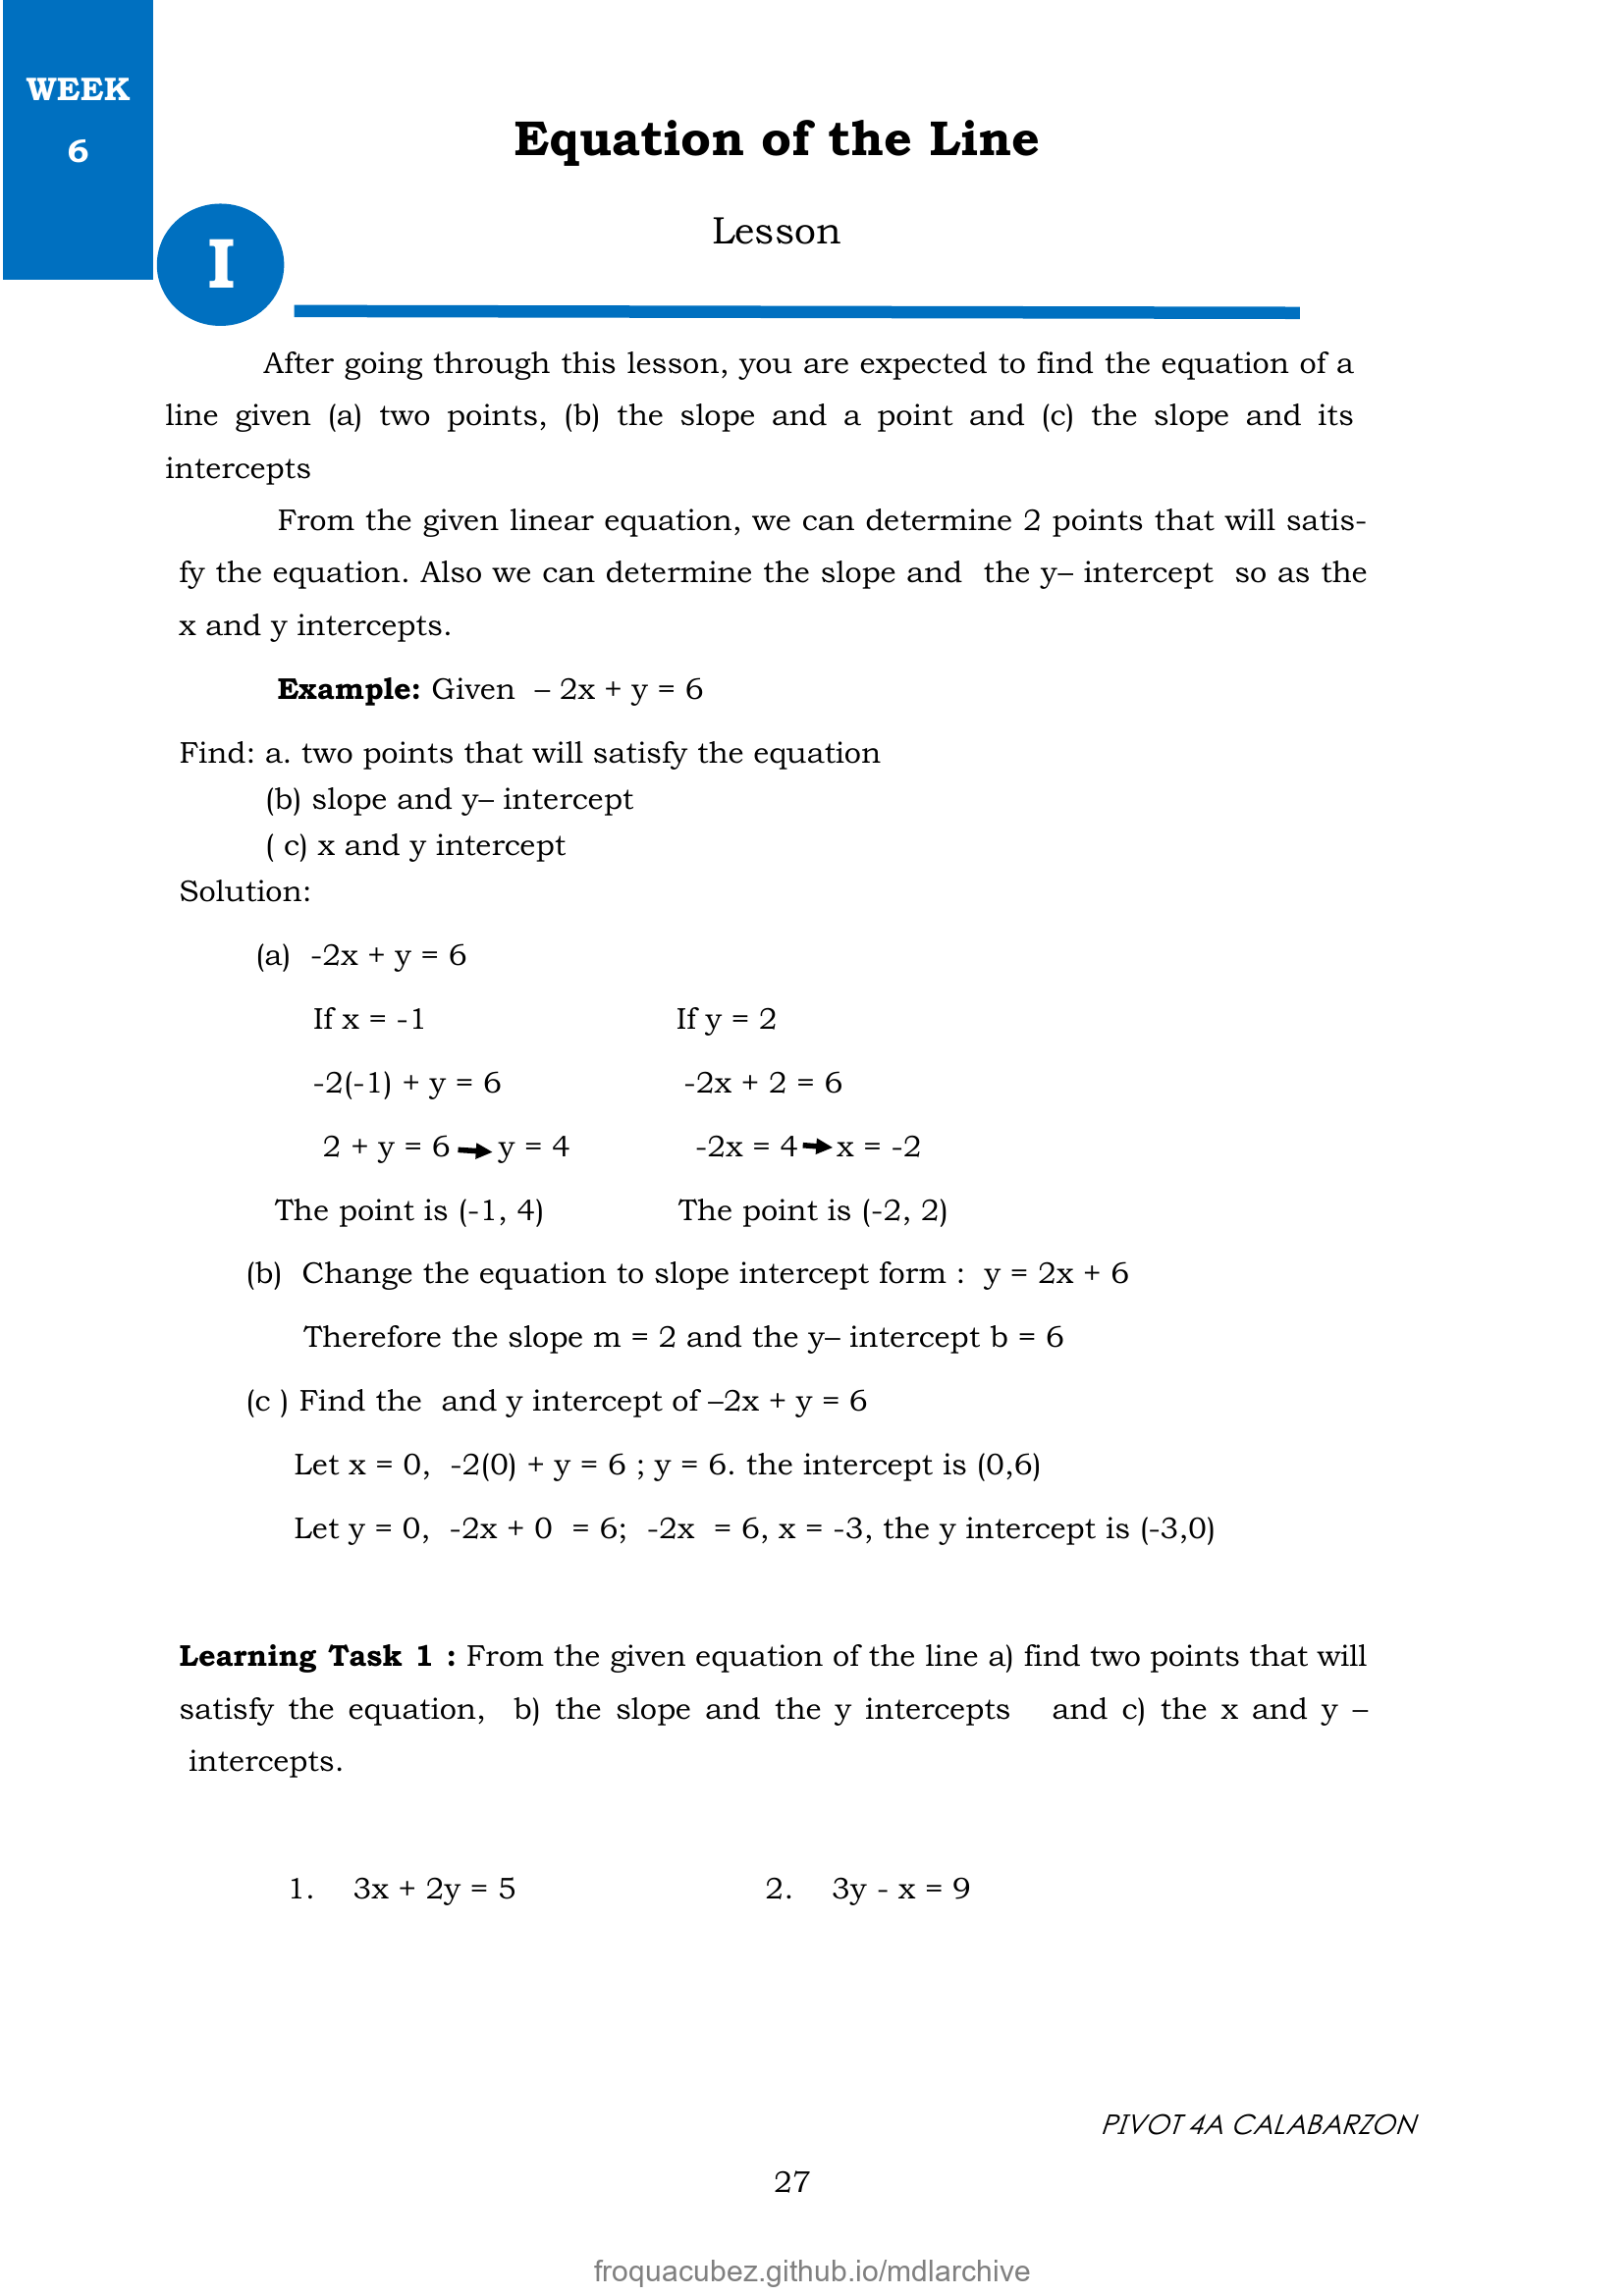 WEEK
6
Equation of the Line
Lesson
I
After going through this lesson, you are expected to find the equation of a
line given (a) two points, (b) the slope and a point and (c) the slope and its
intercepts
From the given linear equation, we can determine 2 points that will satis-
fy the equation. Also we can determine the slope and the y– intercept so as the
x and y intercepts.
Example: Given – 2x + y = 6
Find: a. two points that will satisfy the equation
(b) slope and y– intercept
( c) x and y intercept
Solution:
(a) -2x + y = 6
If x = -1 If y = 2
-2(-1) + y = 6 -2x + 2 = 6
2 + y = 6 → y = 4 -2x = 4 → x = -2
The point is (-1, 4) The point is (-2, 2)
(b) Change the equation to slope intercept form : y = 2x + 6
Therefore the slope m = 2 and the y– intercept b = 6
(c ) Find the and y intercept of –2x + y = 6
Let x = 0, -2(0) + y = 6 ; y = 6. the intercept is (0,6)
Let y = 0, -2x + 0 = 6; -2x = 6, x = -3, the y intercept is (-3,0)
Learning Task 1 : From the given equation of the line a) find two points that will
satisfy the equation, b) the slope and the y intercepts and c) the x and y –
intercepts.
1. 3x + 2y = 5 2. 3y - x = 9
PIVOT 4A CALABARZON
27
froquacubez.github.io/mdlarchive